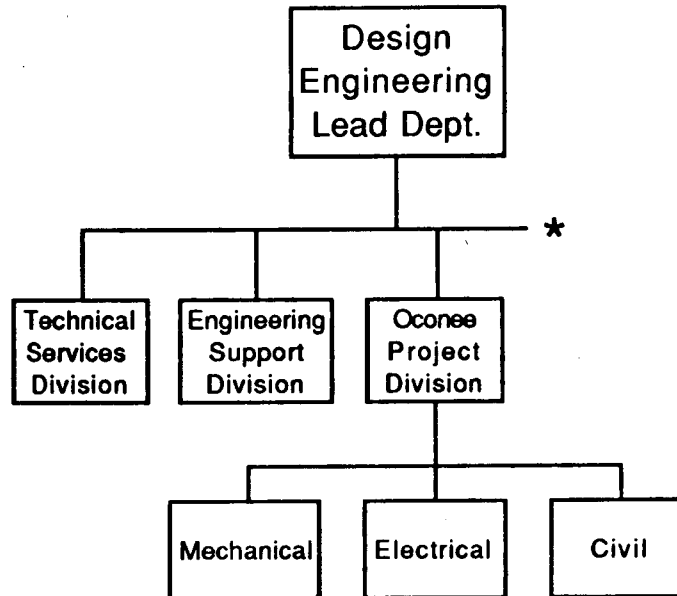 Design
Engineering
Lead Dept.
*
Technical
Services
Division
Engineering
Support
Division
Oconee
Project
Division
Mechanical
Electrical
Civil